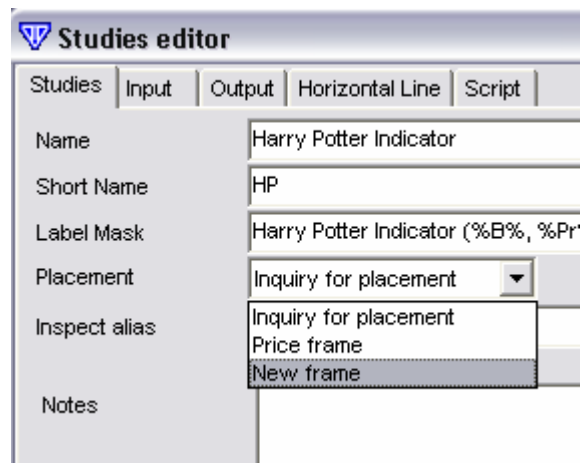 Studies editor
Studies Input Output Horizontal Line Script
Name Harry Potter Indicator
Short Name HP
Label Mask Harry Potter Indicator (%B%, %Pr
Placement Inquiry for placement
Inquiry for placement
Inspect alias
Price frame
New frame
Notes